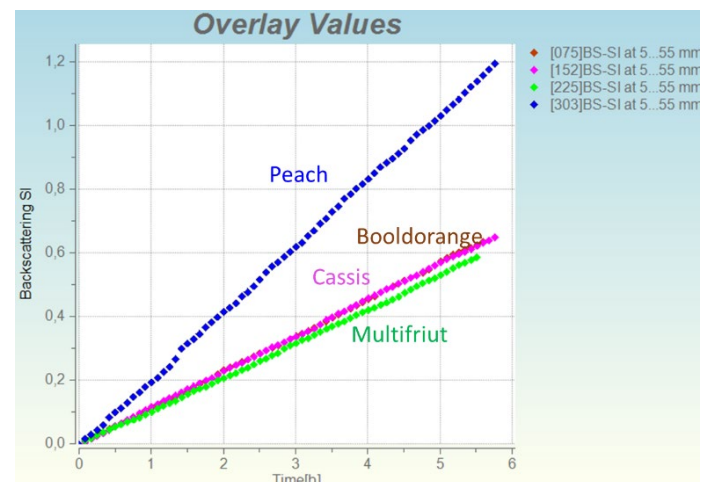 Overlay Values
[075]BS-SI at 5...55 mm
[152]BS-SI at 5...55 mm
[225]BS-SI at 5...55 mm
[303]BS-SI at 5...55 mm
Backscattering SI
1,2
1,0
0,8
0,6
0,4
0,2
0,0
Peach
Booldorange
Cassis
Multifriut
0 1 2 3 4 5 6
Time[h]